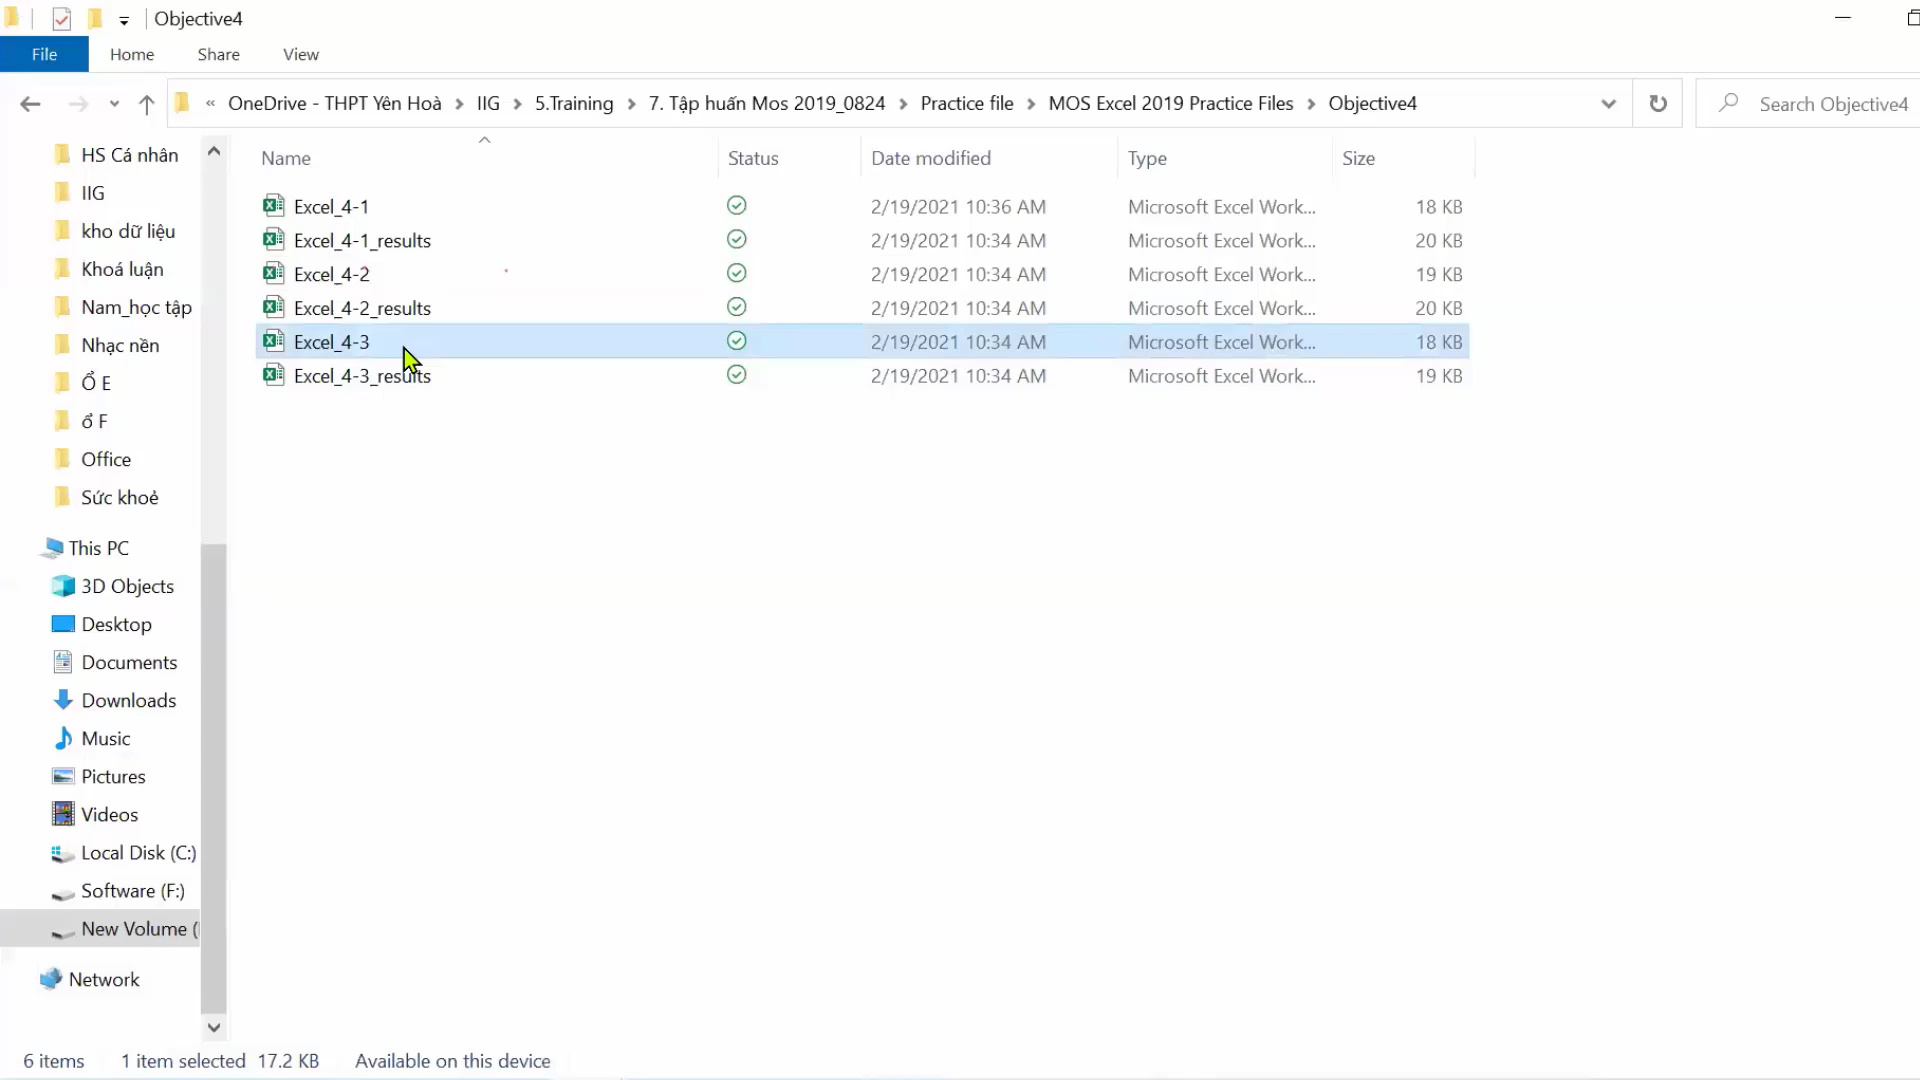 Objective4
File Home Share View
« OneDrive - THPT Yên Hoà > IIG > 5.Training > 7. Tập huấn Mos 2019_0824 > Practice file > MOS Excel 2019 Practice Files > Objective4
Search Objective4
HS Cá nhân
IIG
kho dữ liệu
Khoá luận
Nam_học tập
Nhạc nền
Ổ E
ổ F
Office
Sức khoẻ
This PC
3D Objects
Desktop
Documents
Downloads
Music
Pictures
Videos
Local Disk (C:)
Software (F:)
New Volume (
Network
Name Status Date modified Type Size
Excel_4-1 2/19/2021 10:36 AM Microsoft Excel Work... 18 KB
Excel_4-1_results 2/19/2021 10:34 AM Microsoft Excel Work... 20 KB
Excel_4-2 2/19/2021 10:34 AM Microsoft Excel Work... 19 KB
Excel_4-2_results 2/19/2021 10:34 AM Microsoft Excel Work... 20 KB
Excel_4-3 2/19/2021 10:34 AM Microsoft Excel Work... 18 KB
Excel_4-3_results 2/19/2021 10:34 AM Microsoft Excel Work... 19 KB
6 items 1 item selected 17.2 KB Available on this device